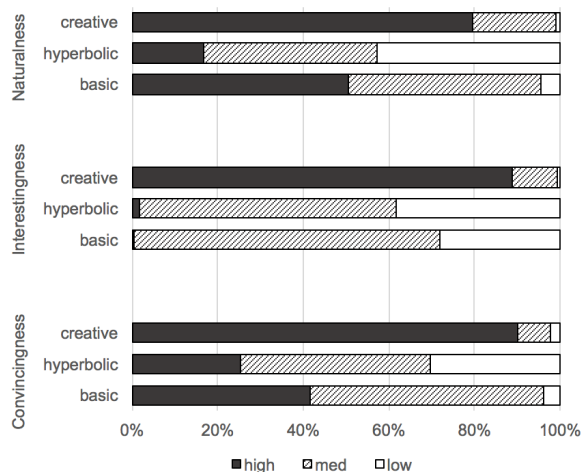 Naturalness
creative
hyperbolic
basic
Interestingness
creative
hyperbolic
basic
Convincingness
creative
hyperbolic
basic
0% 20% 40% 60% 80% 100%
high med low